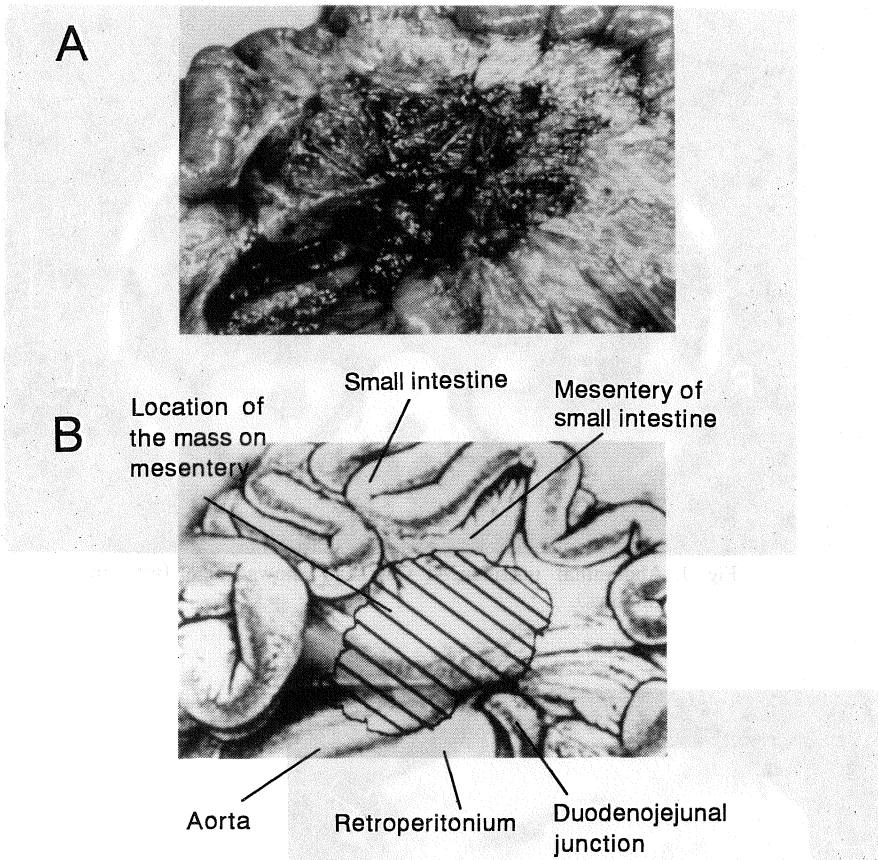 A
Small intestine
Mesentery of
small intestine
Location of
the mass on
mesentery
B
Aorta
Retroperitonium
Duodenojejunal
junction